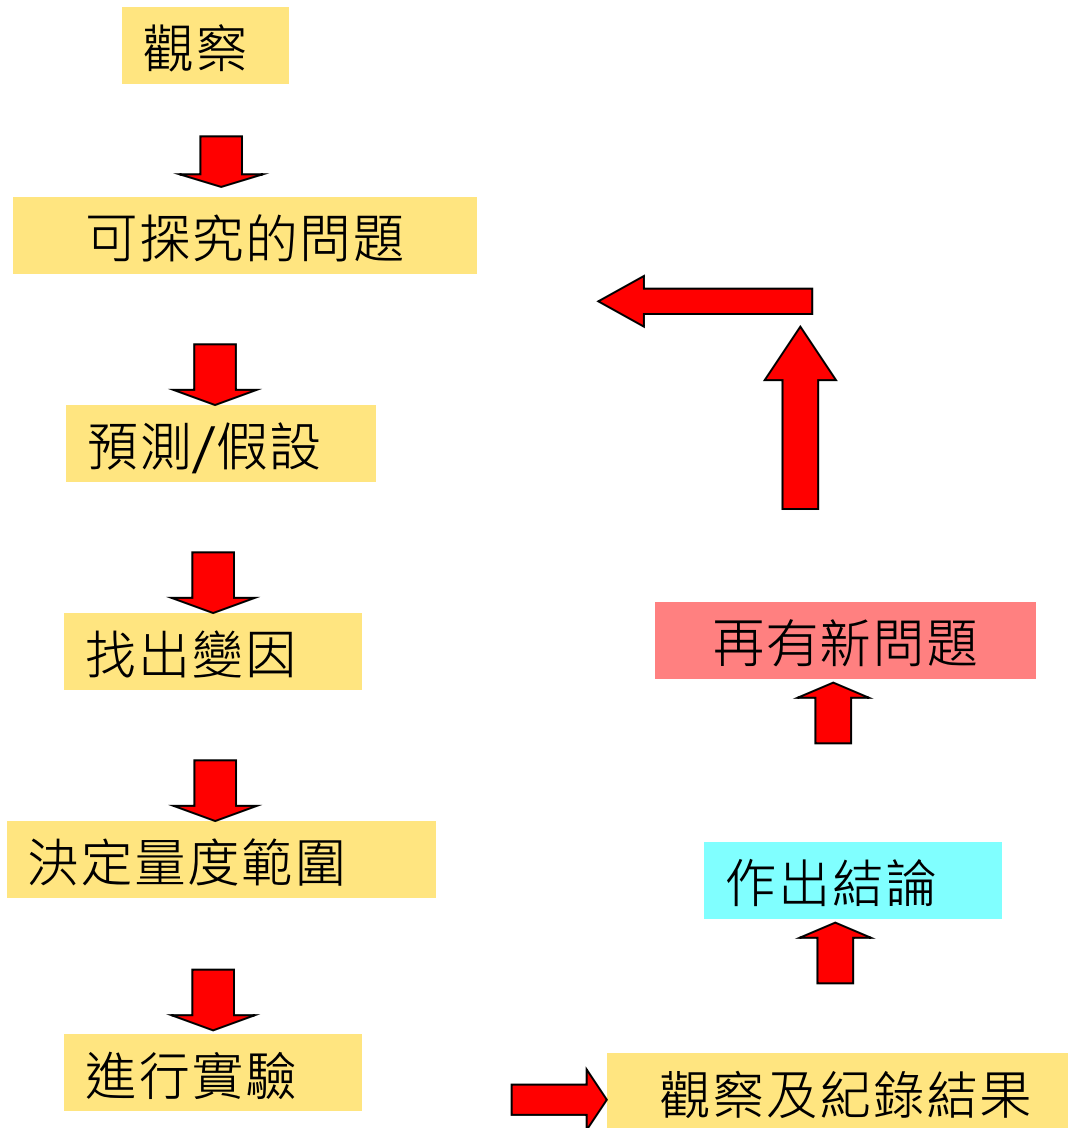 觀察
可探究的問題
預測/假設
找出變因
決定量度範圍
進行實驗
觀察及紀錄結果
作出結論
再有新問題